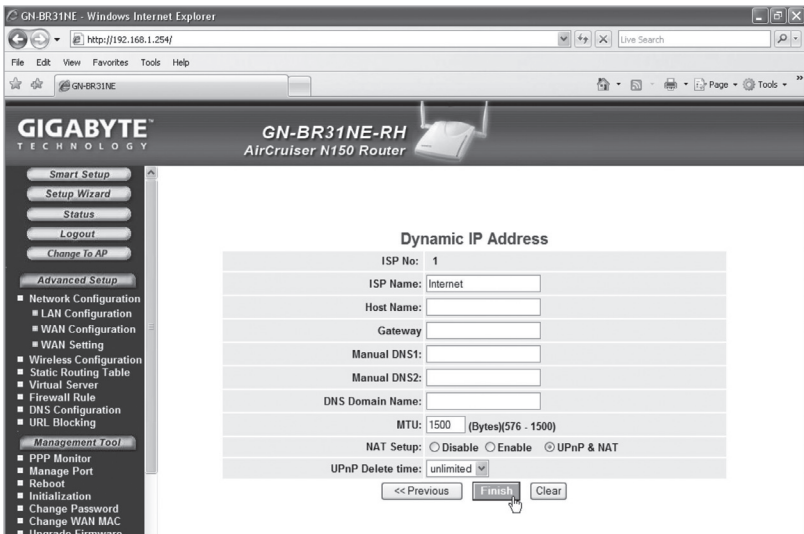 GN-BR31NE - Windows Internet Explorer
http://192.168.1.254/
Live Search
File Edit View Favorites Tools Help
GN-BR31NE
Page Tools
GIGABYTE™
TECHNOLOGY
GN-BR31NE-RH
AirCruiser N150 Router
Smart Setup
Setup Wizard
Status
Logout
Change To AP
Advanced Setup
Network Configuration
LAN Configuration
WAN Configuration
WAN Setting
Wireless Configuration
Static Routing Table
Virtual Server
Firewall Rule
DNS Configuration
URL Blocking
Management Tool
PPP Monitor
Manage Port
Reboot
Initialization
Change Password
Change WAN MAC
Upgrade Firmware
Dynamic IP Address
ISP No: 1
ISP Name: Internet
Host Name:
Gateway
Manual DNS1:
Manual DNS2:
DNS Domain Name:
MTU: 1500 (Bytes)(576 - 1500)
NAT Setup: Disable Enable UPnP & NAT
UPnP Delete time: unlimited
<< Previous Finish Clear